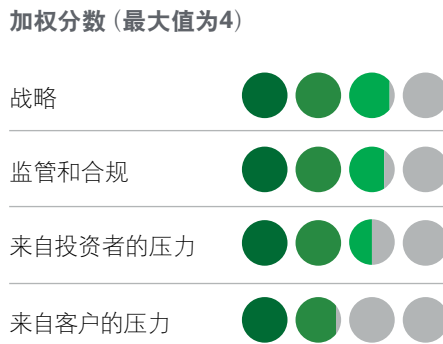 加权分数（最大值为4）
战略
监管和合规
来自投资者的压力
来自客户的压力